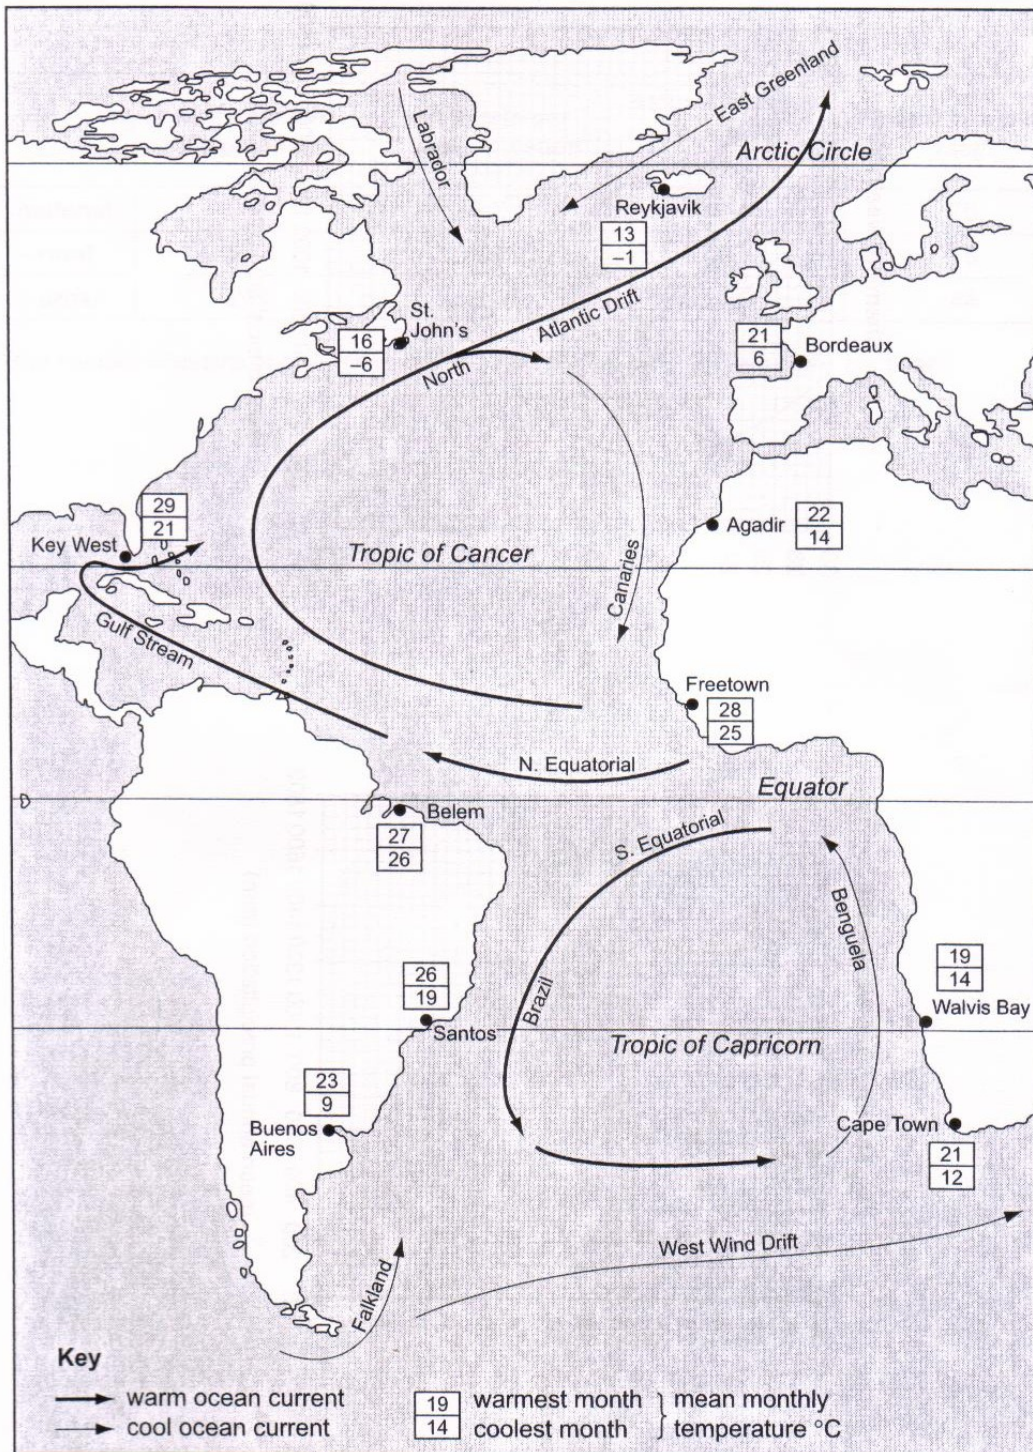 East Greenland
Labrador
Arctic Circle
Reykjavik
13
–1
Atlantic Drift
St.
John's
16
–6
North
21
6
Bordeaux
29
21
Key West
Agadir
22
14
Tropic of Cancer
Canaries
Gulf Stream
Freetown
28
25
N. Equatorial
Equator
Belem
27
26
S. Equatorial
Benguela
26
19
Santos
Brazil
19
14
Walvis Bay
Tropic of Capricorn
23
9
Buenos
Aires
Cape Town
21
12
West Wind Drift
Falkland
Key
warm ocean current
cool ocean current
19 warmest month
14 coolest month
mean monthly
temperature °C